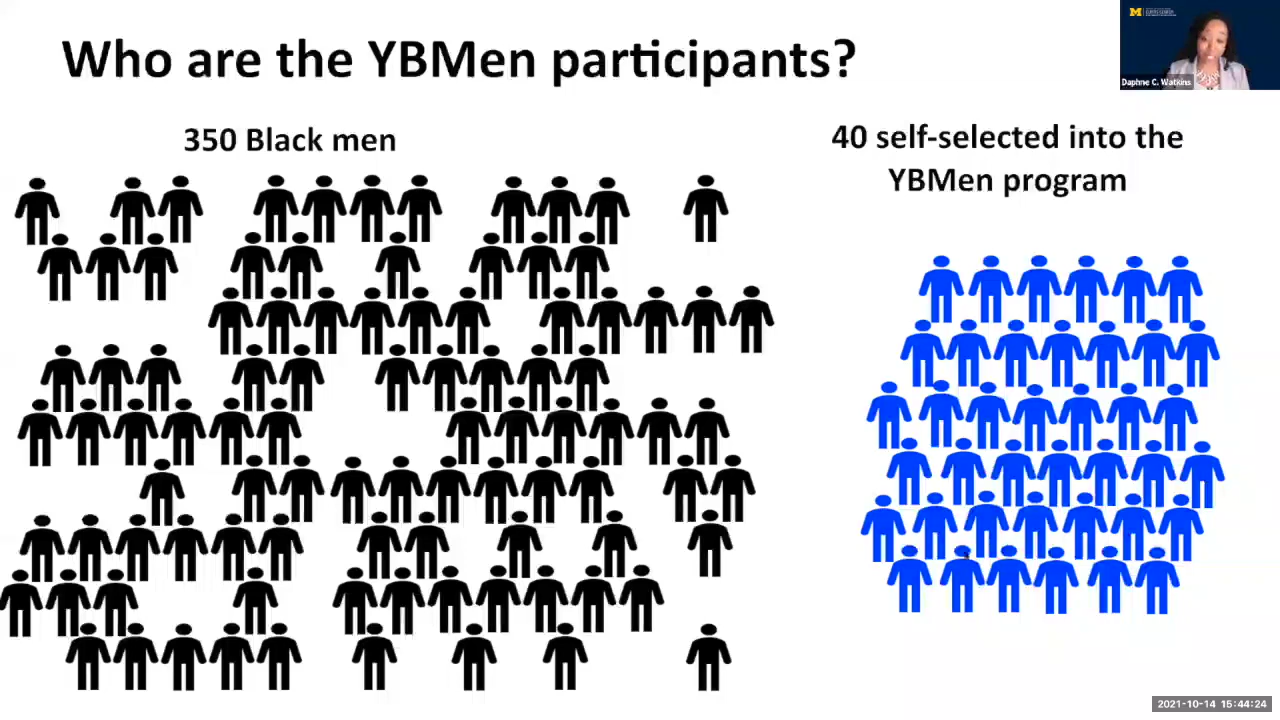 Who are the YBMen participants?
350 Black men
40 self-selected into the
YBMen program
Daphne C. Watkins
2021-10-14 15:44:24